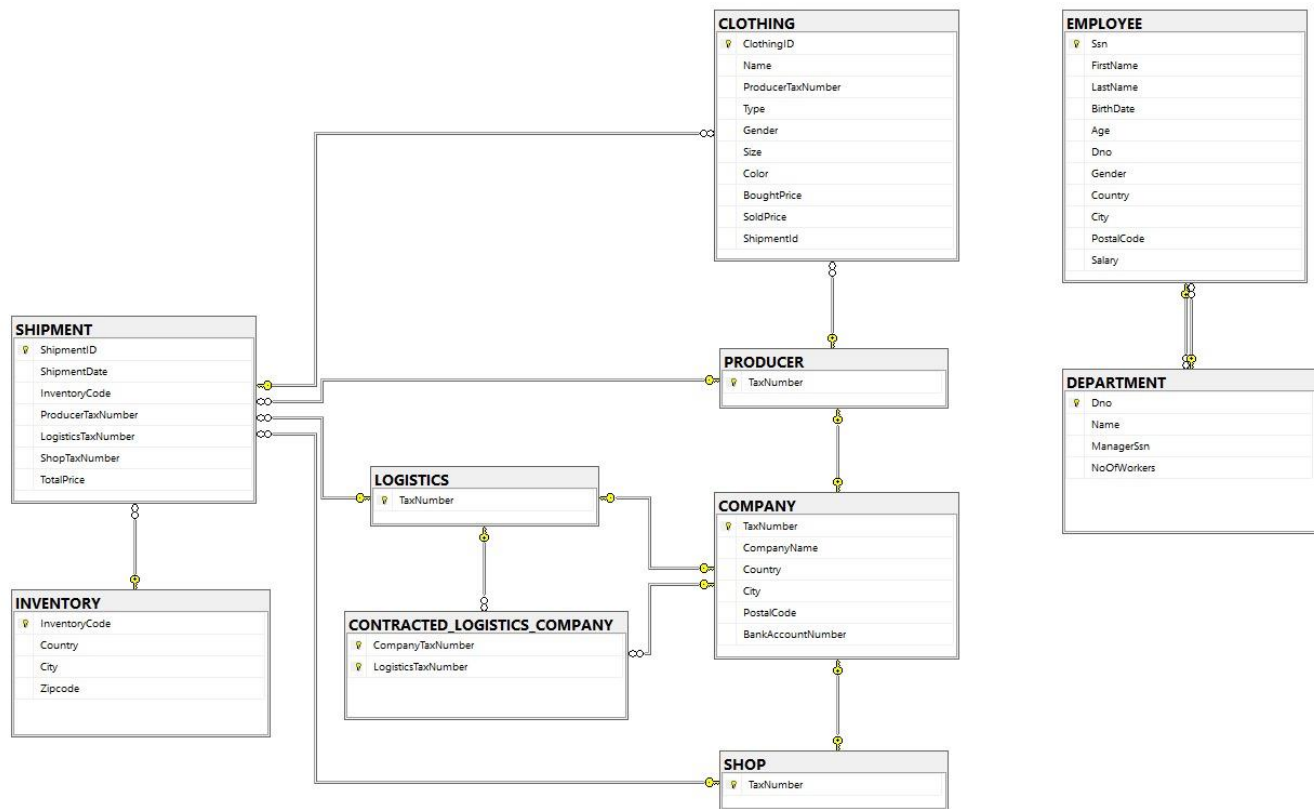 CLOTHING
ClothingID
Name
ProducerTaxNumber
Type
Gender
Size
Color
BoughtPrice
SoldPrice
ShipmentId
EMPLOYEE
Ssn
FirstName
LastName
BirthDate
Age
Dno
Gender
Country
City
PostalCode
Salary
SHIPMENT
ShipmentID
ShipmentDate
InventoryCode
ProducerTaxNumber
LogisticsTaxNumber
ShopTaxNumber
TotalPrice
PRODUCER
TaxNumber
DEPARTMENT
Dno
Name
ManagerSsn
NoOfWorkers
LOGISTICS
TaxNumber
COMPANY
TaxNumber
CompanyName
Country
City
PostalCode
BankAccountNumber
INVENTORY
InventoryCode
Country
City
Zipcode
CONTRACTED_LOGISTICS_COMPANY
CompanyTaxNumber
LogisticsTaxNumber
SHOP
TaxNumber